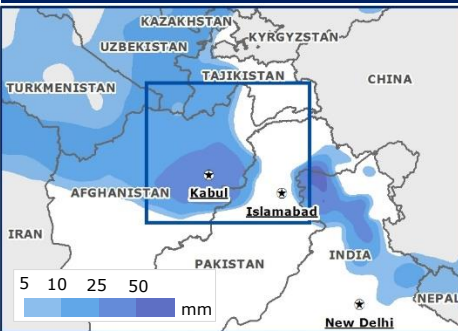 KAZAKHSTAN
KYRGYZSTAN
UZBEKISTAN
TAJIKISTAN
CHINA
TURKMENISTAN
AFGHANISTAN
Kabul
Islamabad
IRAN
PAKISTAN
INDIA
5 10 25 50
mm
NEPAL
New Delhi